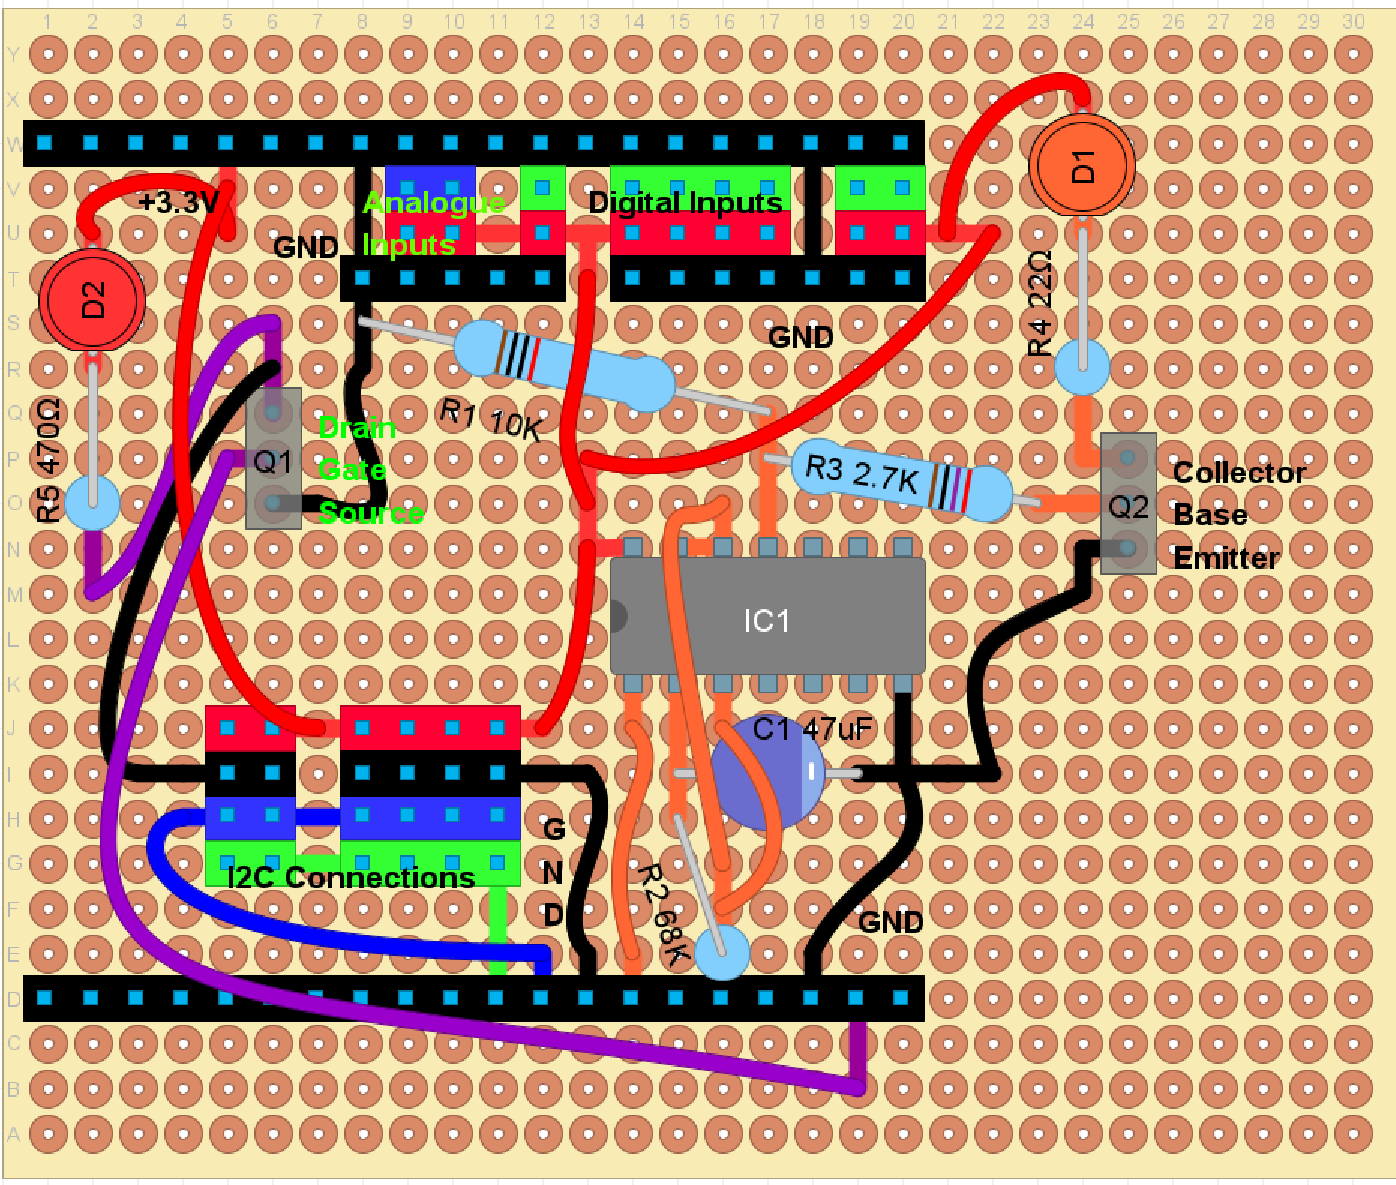 1 2 3 4 5 6 7 8 9 10 11 12 13 14 15 16 17 18 19 20 21 22 23 24 25 26 27 28 29 30
Y
X
W
D1
V
+3.3V
Analogue
Digital Inputs
U
GND
Inputs
T
D2
R4 22Ω
S
GND
R
R1 10K
R5 470Ω
Q
Drain
P
Q1
Gate
R3 2.7K
Collector
O
Source
Q2
Base
N
Emitter
M
IC1
L
K
J
C1 47uF
I
H
G
N
D
G
I2C Connections
R2 68K
F
GND
E
D
C
B
A